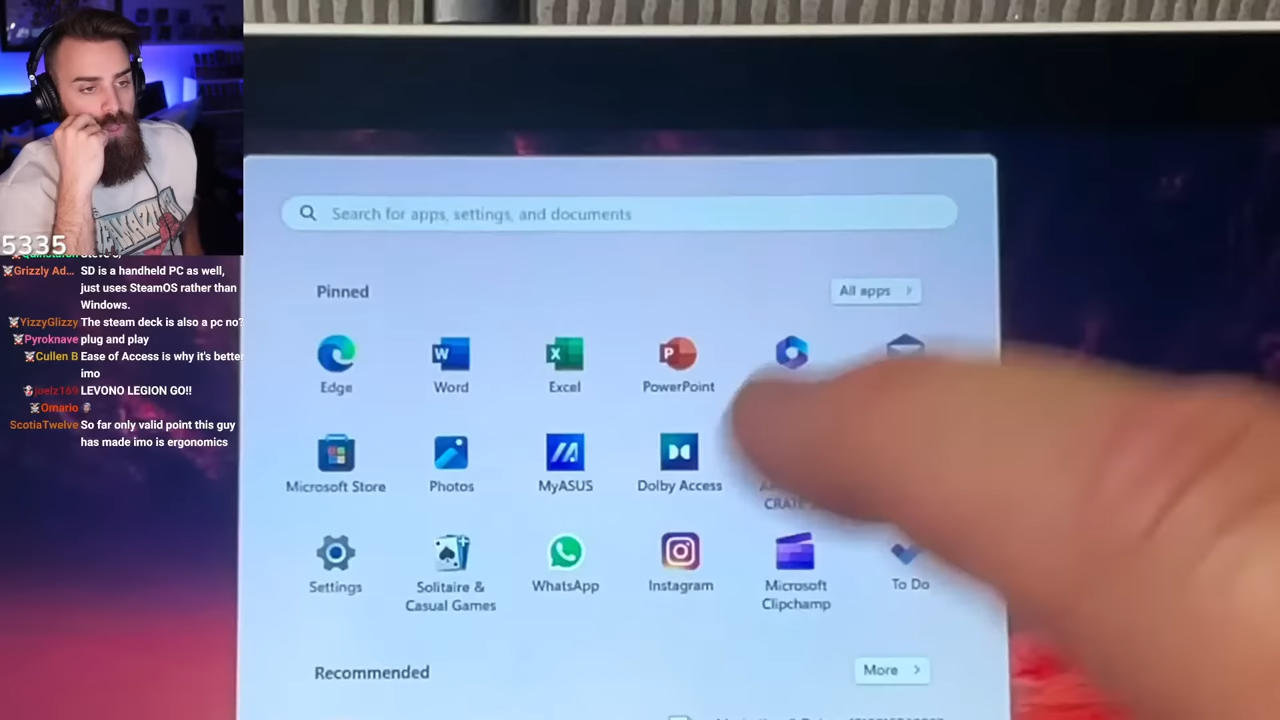 5335
Grizzly Ad... SD is a handheld PC as well,
just uses SteamOS rather than
Windows.
YizzyGlizzy The steam deck is also a pc no?
Pyroknave plug and play
Cullen B Ease of Access is why it's better
imo
joelz169 LEVONO LEGION GO!!
Omario
ScotiaTwelve So far only valid point this guy
has made imo is ergonomics
Search for apps, settings, and documents
Pinned
All apps
Edge
Word
Excel
PowerPoint
Microsoft Store
Photos
MyASUS
Dolby Access
CRATE
Settings
Solitaire &
Casual Games
WhatsApp
Instagram
Microsoft
Clipchamp
To Do
Recommended
More